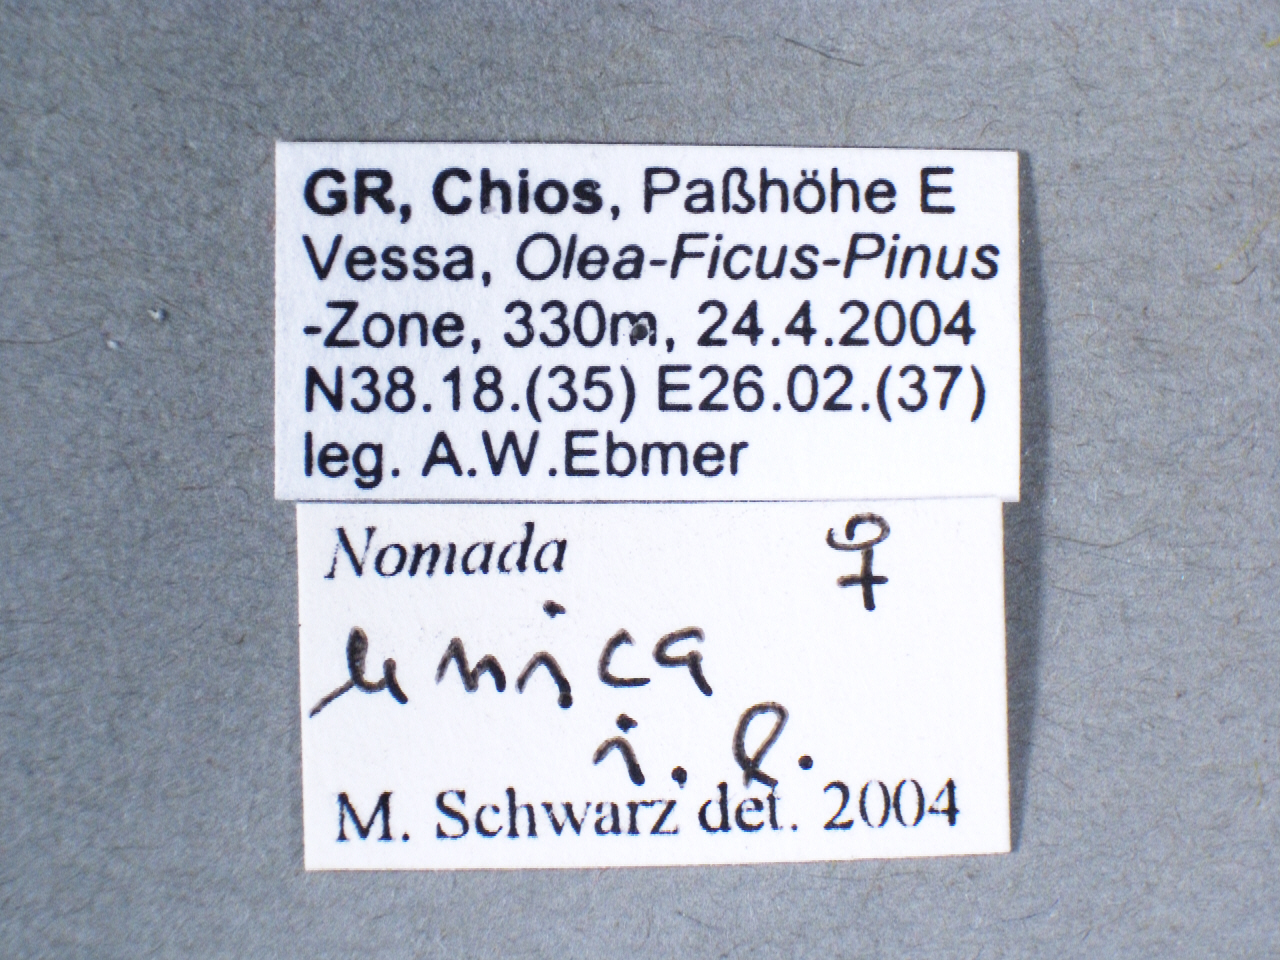 GR, Chios, Paßhöhe E
Vessa, Olea-Ficus-Pinus
-Zone, 330m, 24.4.2004
N38.18.(35) E26.02.(37)
leg. A.W.Ebmer
Nomada ♀
unica
i. l.
M. Schwarz det. 2004